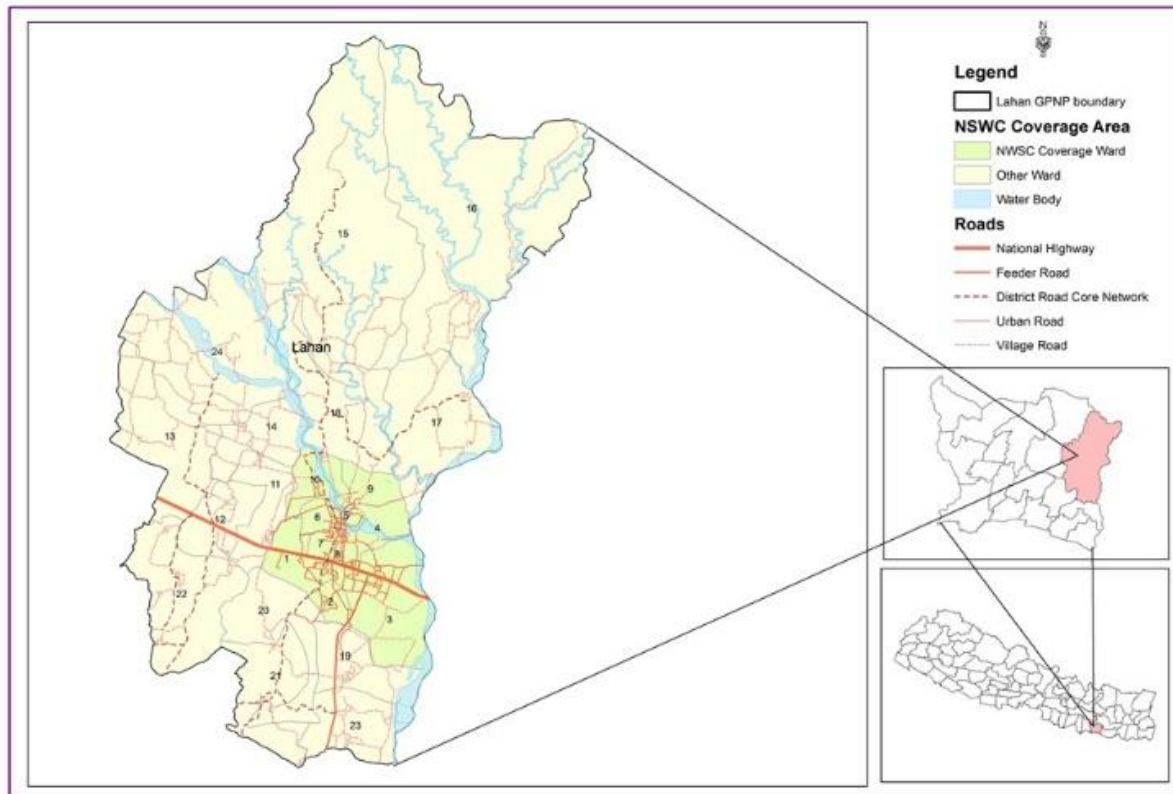 N
Legend
Lahan GPNP boundary
NSWC Coverage Area
NWSC Coverage Ward
Other Ward
Water Body
Roads
National Highway
Feeder Road
District Road Core Network
Urban Road
Village Road
16
15
Lahan
24
18
17
13
14
11
9
10
12
6
5
4
7
8
1
22
2
20
3
19
21
23